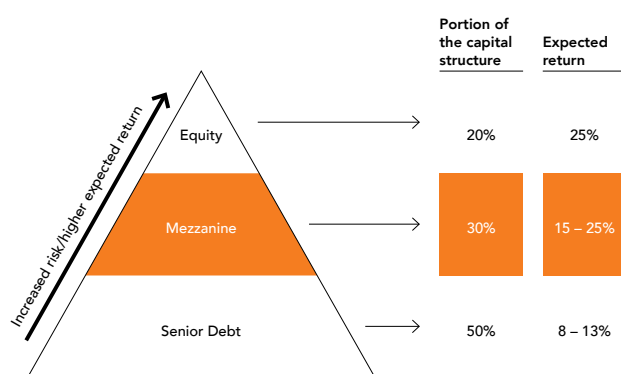 Portion of
the capital
structure
Expected
return
Increased risk/higher expected return
Equity
20%
25%
Mezzanine
30%
15 – 25%
Senior Debt
50%
8 – 13%